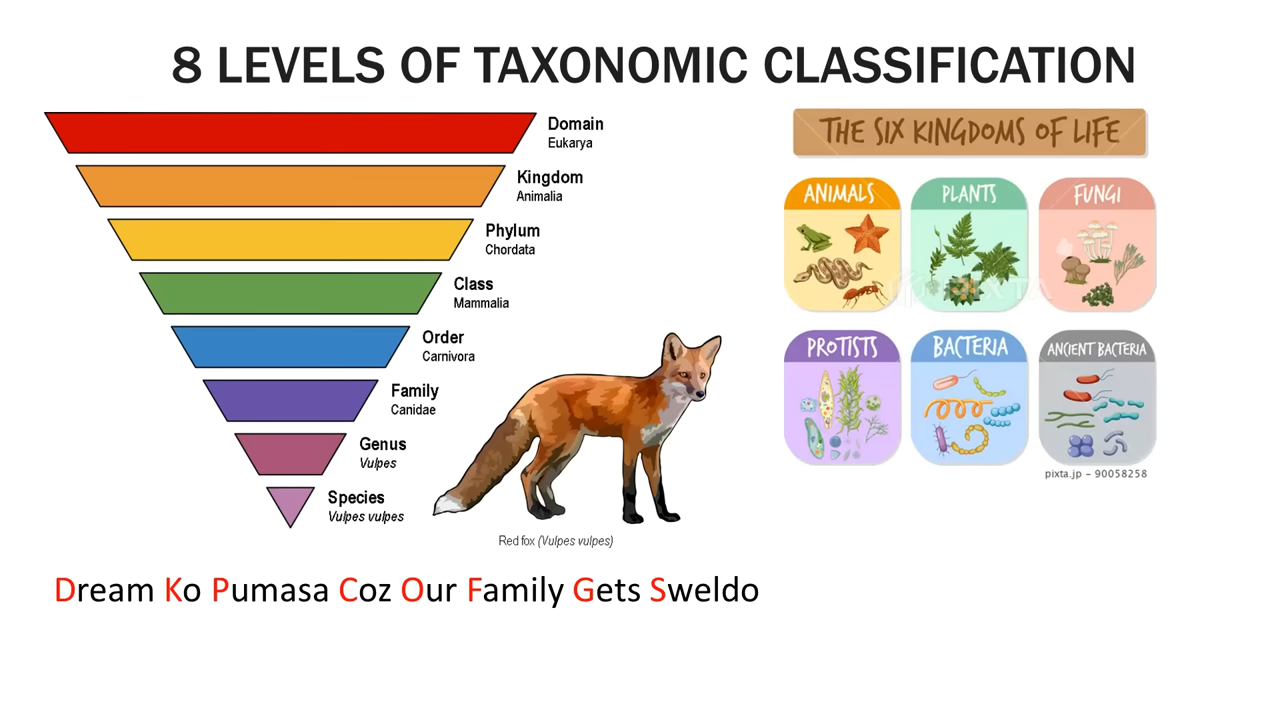 8 LEVELS OF TAXONOMIC CLASSIFICATION
Domain
Eukarya
Kingdom
Animalia
Phylum
Chordata
Class
Mammalia
Order
Carnivora
Family
Canidae
Genus
Vulpes
Species
Vulpes vulpes
Red fox (Vulpes vulpes)
THE SIX KINGDOMS OF LIFE
ANIMALS
PLANTS
FUNGI
PIXTA
PROTISTS
BACTERIA
ANCIENT BACTERIA
pixta.jp - 90058258
Dream Ko Pumasa Coz Our Family Gets Sweldo